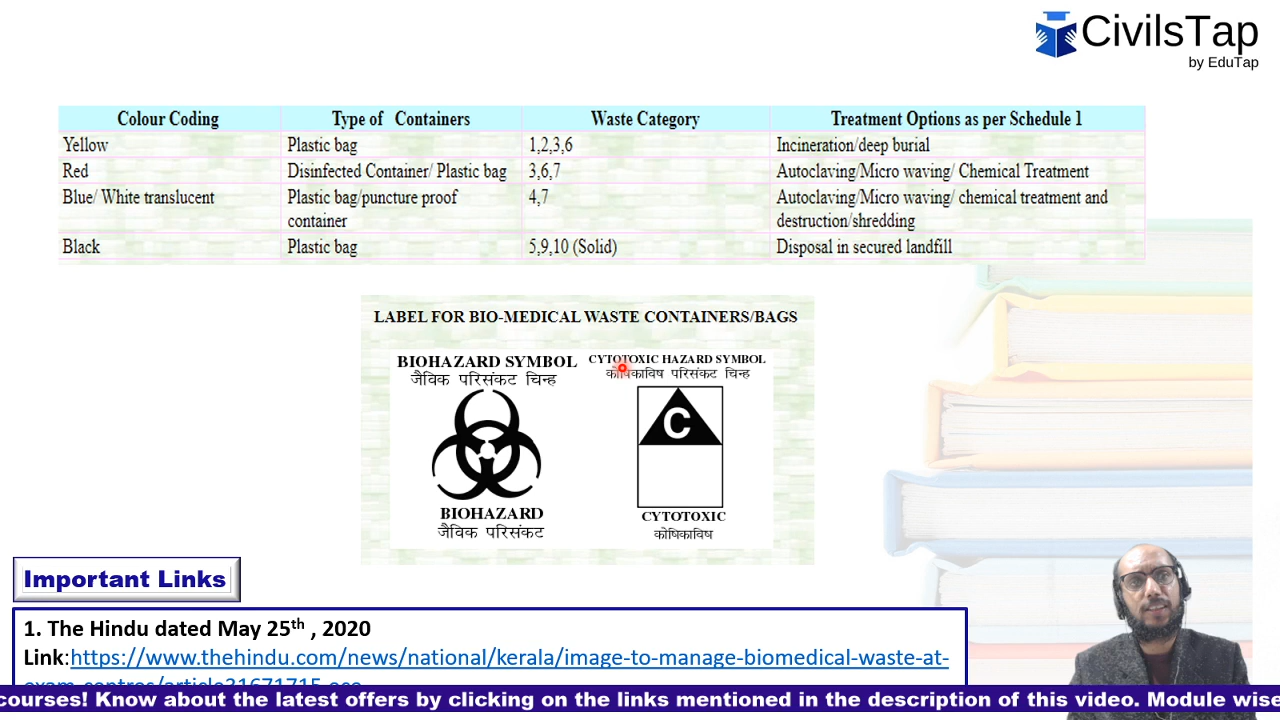 CivilsTap
by EduTap
Colour Coding Type of Containers Waste Category Treatment Options as per Schedule 1
Yellow Plastic bag 1,2,3,6 Incineration/deep burial
Red Disinfected Container/ Plastic bag 3,6,7 Autoclaving/Micro waving/ Chemical Treatment
Blue/ White translucent Plastic bag/puncture proof container 4,7 Autoclaving/Micro waving/ chemical treatment and destruction/shredding
Black Plastic bag 5,9,10 (Solid) Disposal in secured landfill
LABEL FOR BIO-MEDICAL WASTE CONTAINERS/BAGS
BIOHAZARD SYMBOL
जैविक परिसंकट चिन्ह
BIOHAZARD
जैविक परिसंकट
CYTOTOXIC HAZARD SYMBOL
कोषिकाविष परिसंकट चिन्ह
C
CYTOTOXIC
कोषिकाविष
Important Links
1. The Hindu dated May 25th , 2020
Link:https://www.thehindu.com/news/national/kerala/image-to-manage-biomedical-waste-at-
exam-centres/article31671715.ece
courses! Know about the latest offers by clicking on the links mentioned in the description of this video. Module wise